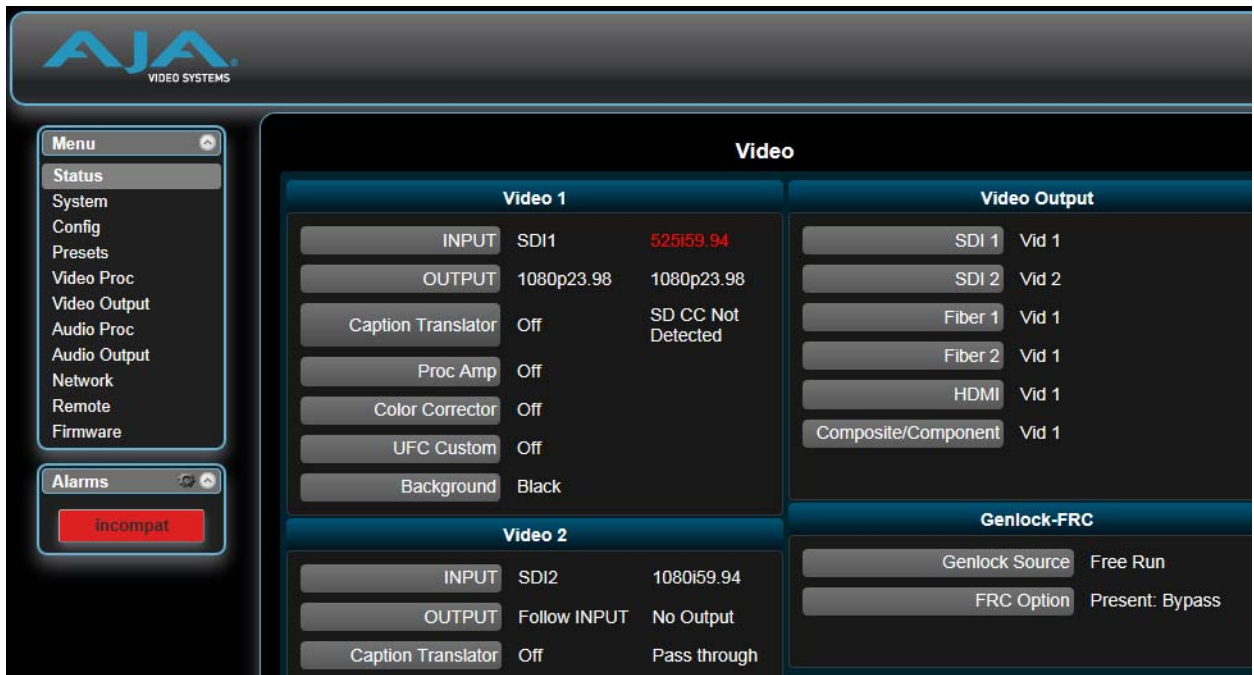 AJA
VIDEO SYSTEMS
Menu
Status
System
Config
Presets
Video Proc
Video Output
Audio Proc
Audio Output
Network
Remote
Firmware
Alarms
incompat
Video
Video 1
INPUT SDI1 525i59.94
OUTPUT 1080p23.98 1080p23.98
Caption Translator Off SD CC Not
Detected
Proc Amp Off
Color Corrector Off
UFC Custom Off
Background Black
Video 2
INPUT SDI2 1080i59.94
OUTPUT Follow INPUT No Output
Caption Translator Off Pass through
Video Output
SDI 1 Vid 1
SDI 2 Vid 2
Fiber 1 Vid 1
Fiber 2 Vid 1
HDMI Vid 1
Composite/Component Vid 1
Genlock-FRC
Genlock Source Free Run
FRC Option Present: Bypass